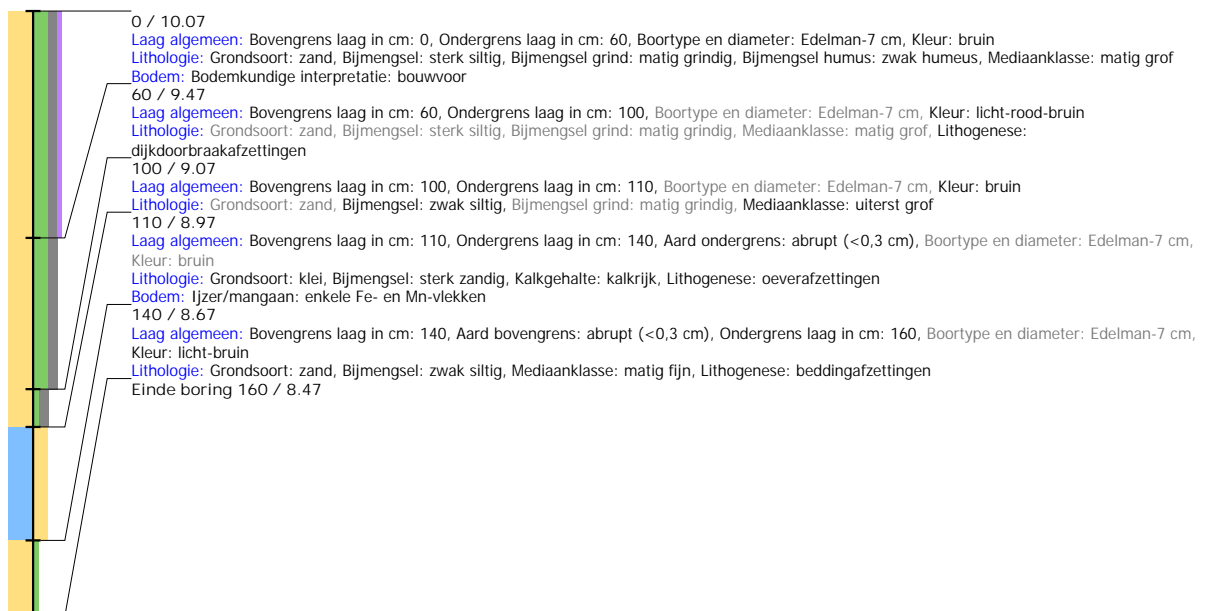 0 / 10.07
Laag algemeen: Bovengrens laag in cm: 0, Ondergrens laag in cm: 60, Boortype en diameter: Edelman-7 cm, Kleur: bruin
Lithologie: Grondsoort: zand, Bijmengsel: sterk siltig, Bijmengsel grind: matig grindig, Bijmengsel humus: zwak humeus, Mediaanklasse: matig grof
Bodem: Bodemkundige interpretatie: bouwvoor
60 / 9.47
Laag algemeen: Bovengrens laag in cm: 60, Ondergrens laag in cm: 100, Boortype en diameter: Edelman-7 cm, Kleur: licht-rood-bruin
Lithologie: Grondsoort: zand, Bijmengsel: sterk siltig, Bijmengsel grind: matig grindig, Mediaanklasse: matig grof, Lithogenese:
dijkdoorbraakafzettingen
100 / 9.07
Laag algemeen: Bovengrens laag in cm: 100, Ondergrens laag in cm: 110, Boortype en diameter: Edelman-7 cm, Kleur: bruin
Lithologie: Grondsoort: zand, Bijmengsel: zwak siltig, Bijmengsel grind: matig grindig, Mediaanklasse: uiterst grof
110 / 8.97
Laag algemeen: Bovengrens laag in cm: 110, Ondergrens laag in cm: 140, Aard ondergrens: abrupt (<0,3 cm), Boortype en diameter: Edelman-7 cm,
Kleur: bruin
Lithologie: Grondsoort: klei, Bijmengsel: sterk zandig, Kalkgehalte: kalkrijk, Lithogenese: oeverafzettingen
Bodem: Ijzer/mangaan: enkele Fe- en Mn-vlekken
140 / 8.67
Laag algemeen: Bovengrens laag in cm: 140, Aard bovengrens: abrupt (<0,3 cm), Ondergrens laag in cm: 160, Boortype en diameter: Edelman-7 cm,
Kleur: licht-bruin
Lithologie: Grondsoort: zand, Bijmengsel: zwak siltig, Mediaanklasse: matig fijn, Lithogenese: beddingafzettingen
Einde boring 160 / 8.47